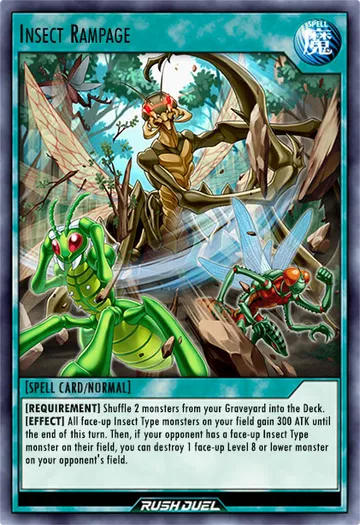 INSECT RAMPAGE
SPELL
魔
[SPELL CARD/NORMAL]
[REQUIREMENT] Shuffle 2 monsters from your Graveyard into the Deck.
[EFFECT] All face-up Insect Type monsters on your field gain 300 ATK until
the end of this turn. Then, if your opponent has a face-up Insect Type
monster on their field, you can destroy 1 face-up Level 8 or lower monster
on your opponent's field.
RUSH DUEL